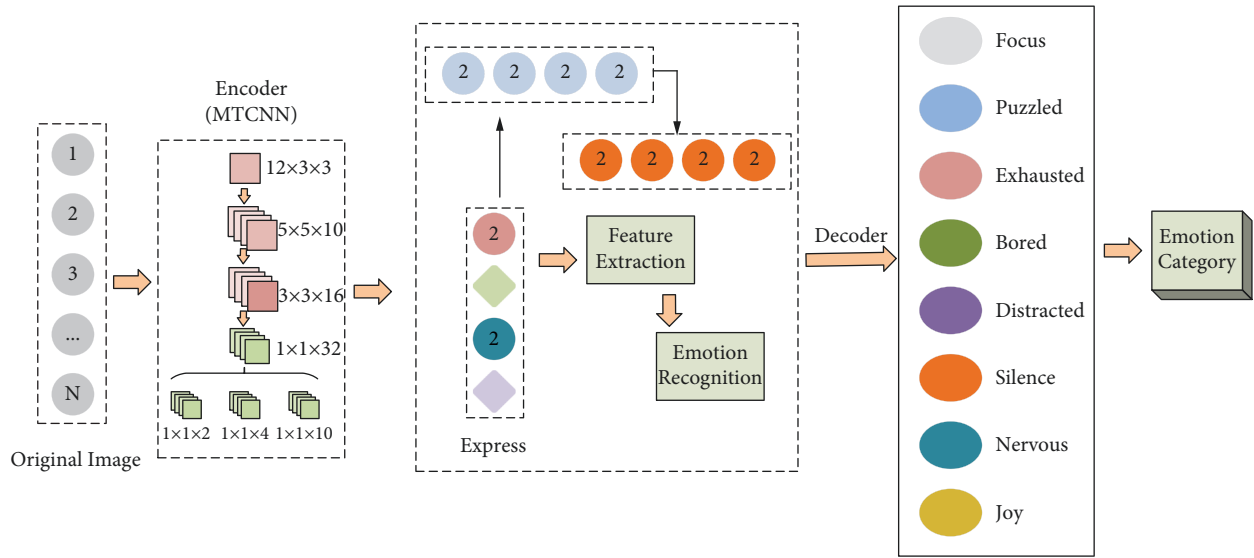 1
2
3
...
N
Original Image
Encoder
(MTCNN)
12×3×3
5×5×10
3×3×16
1×1×32
1×1×2
1×1×4
1×1×10
2 2 2 2
2 2 2 2
2
2
Express
Feature
Extraction
Emotion
Recognition
Decoder
Focus
Puzzled
Exhausted
Bored
Distracted
Silence
Nervous
Joy
Emotion
Category